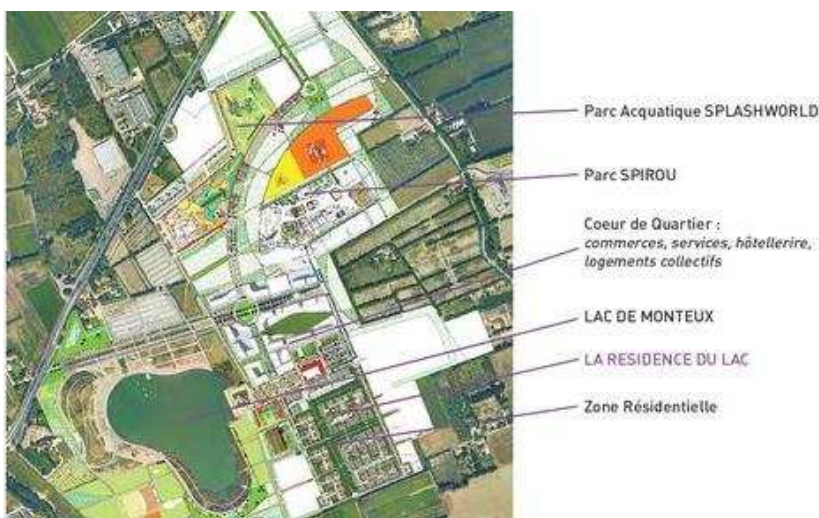 Parc Acquatique SPLASHWORLD
Parc SPIROU
Coeur de Quartier :
commerces, services, hôtellerire,
logements collectifs
LAC DE MONTEUX
LA RESIDENCE DU LAC
Zone Résidentielle